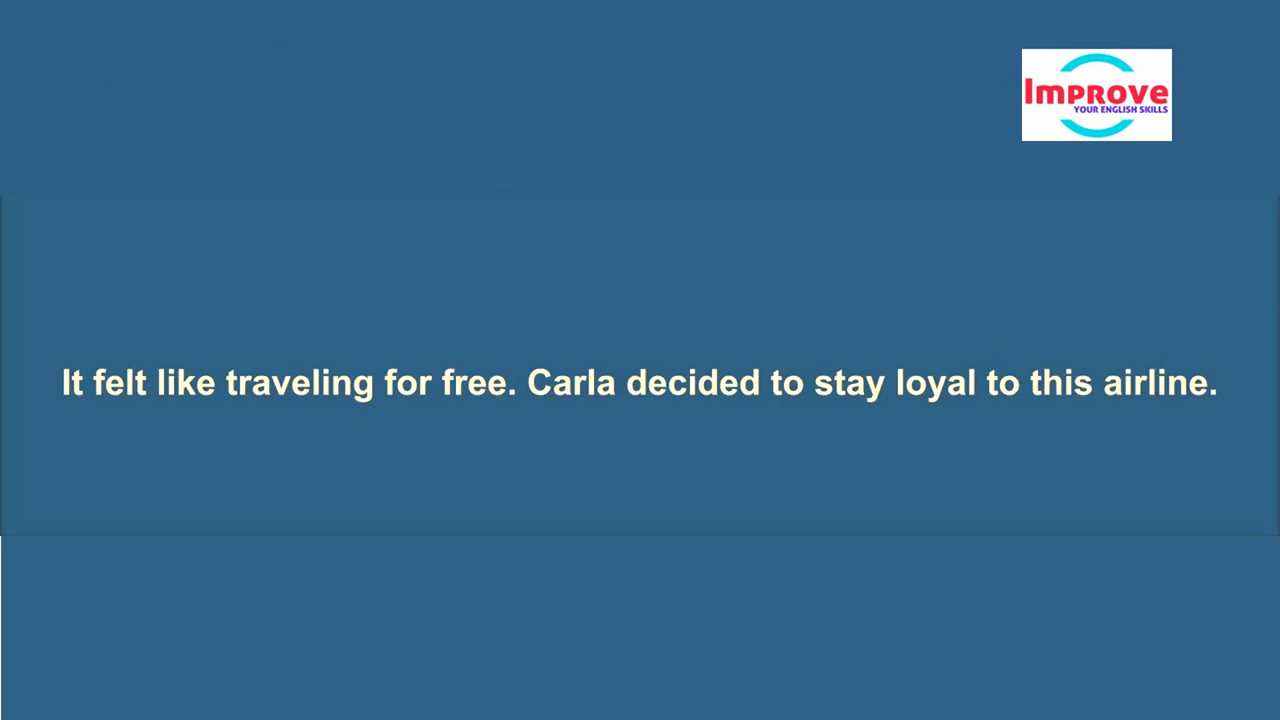 Improve
YOUR ENGLISH SKILLS
It felt like traveling for free. Carla decided to stay loyal to this airline.